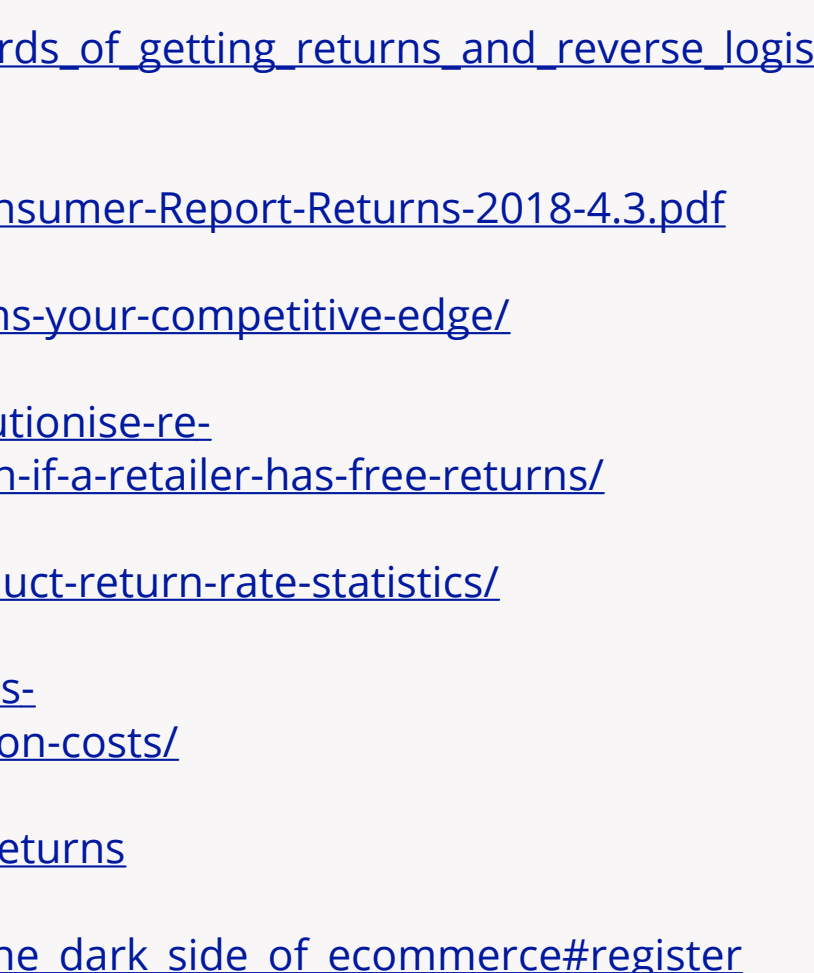 rds_of_getting_returns_and_reverse_logis
nsumer-Report-Returns-2018-4.3.pdf
ns-your-competitive-edge/
utionise-re-
n-if-a-retailer-has-free-returns/
uct-return-rate-statistics/
s-
on-costs/
eturns
he_dark_side_of_ecommerce#register